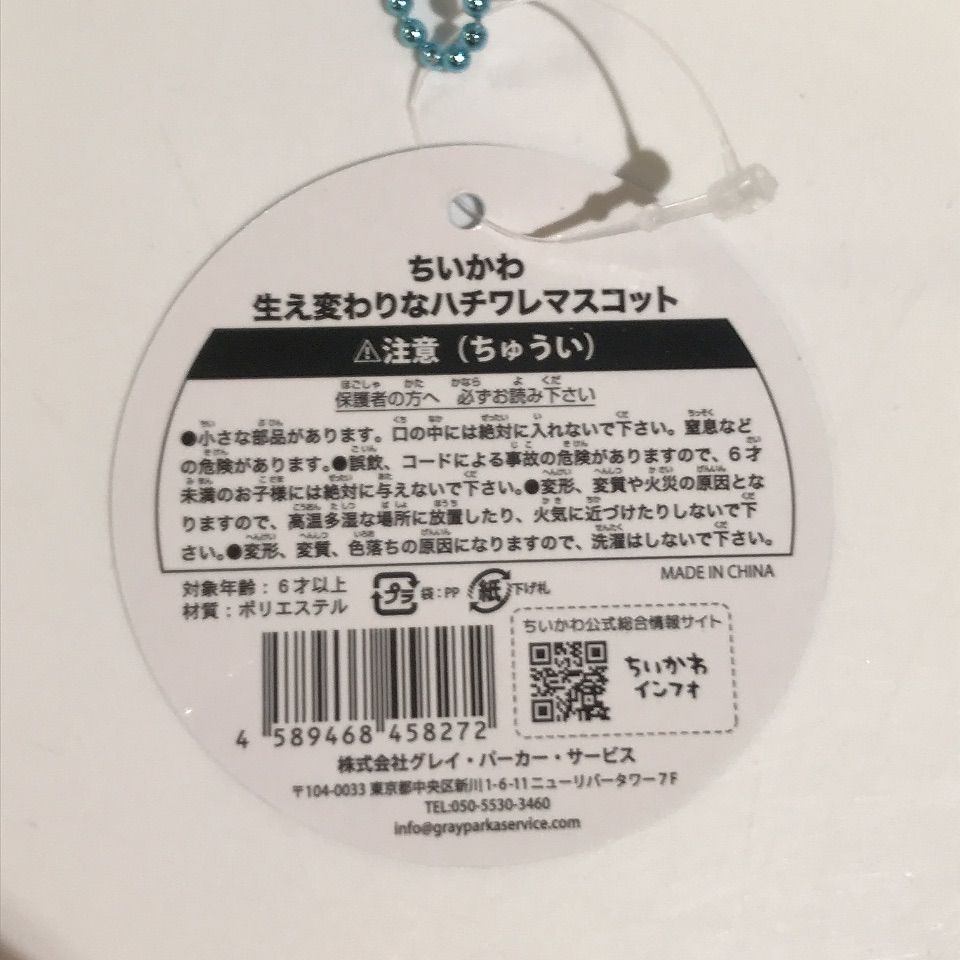 ちいかわ
生え変わりなハチワレマスコット
⚠注意（ちゅうい）
保護者の方へ 必ずお読み下さい
●小さな部品があります。口の中には絶対に入れないで下さい。窒息など
の危険があります。●誤飲、コードによる事故の危険がありますので、6才
未満のお子様には絶対に与えないで下さい。●変形、変質や火災の原因とな
りますので、高温多湿な場所に放置したり、火気に近づけたりしないで下
さい。●変形、変質、色落ちの原因になりますので、洗濯はしないで下さい。
MADE IN CHINA
対象年齢：6才以上
材質：ポリエステル
プラ 袋：PP 紙 下げ札
ちいかわ公式総合情報サイト
ちいかわ
インフォ
4 589468 458272
株式会社グレイ・パーカー・サービス
〒104-0033 東京都中央区新川1-6-11ニューリバータワー7F
TEL:050-5530-3460
info@grayparkaservice.com